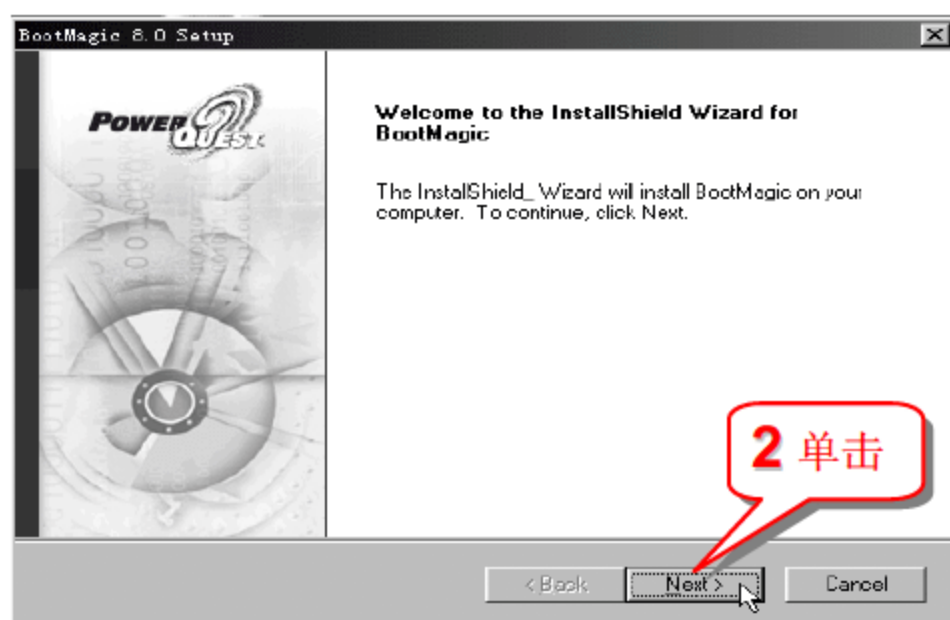 BootMagic 8.0 Setup
POWER
QUEST
Welcome to the InstallShield Wizard for
BootMagic
The InstallShield_ Wizard will install BootMagic on your
computer. To continue, click Next.
2 单击
< Back
Next >
Cancel